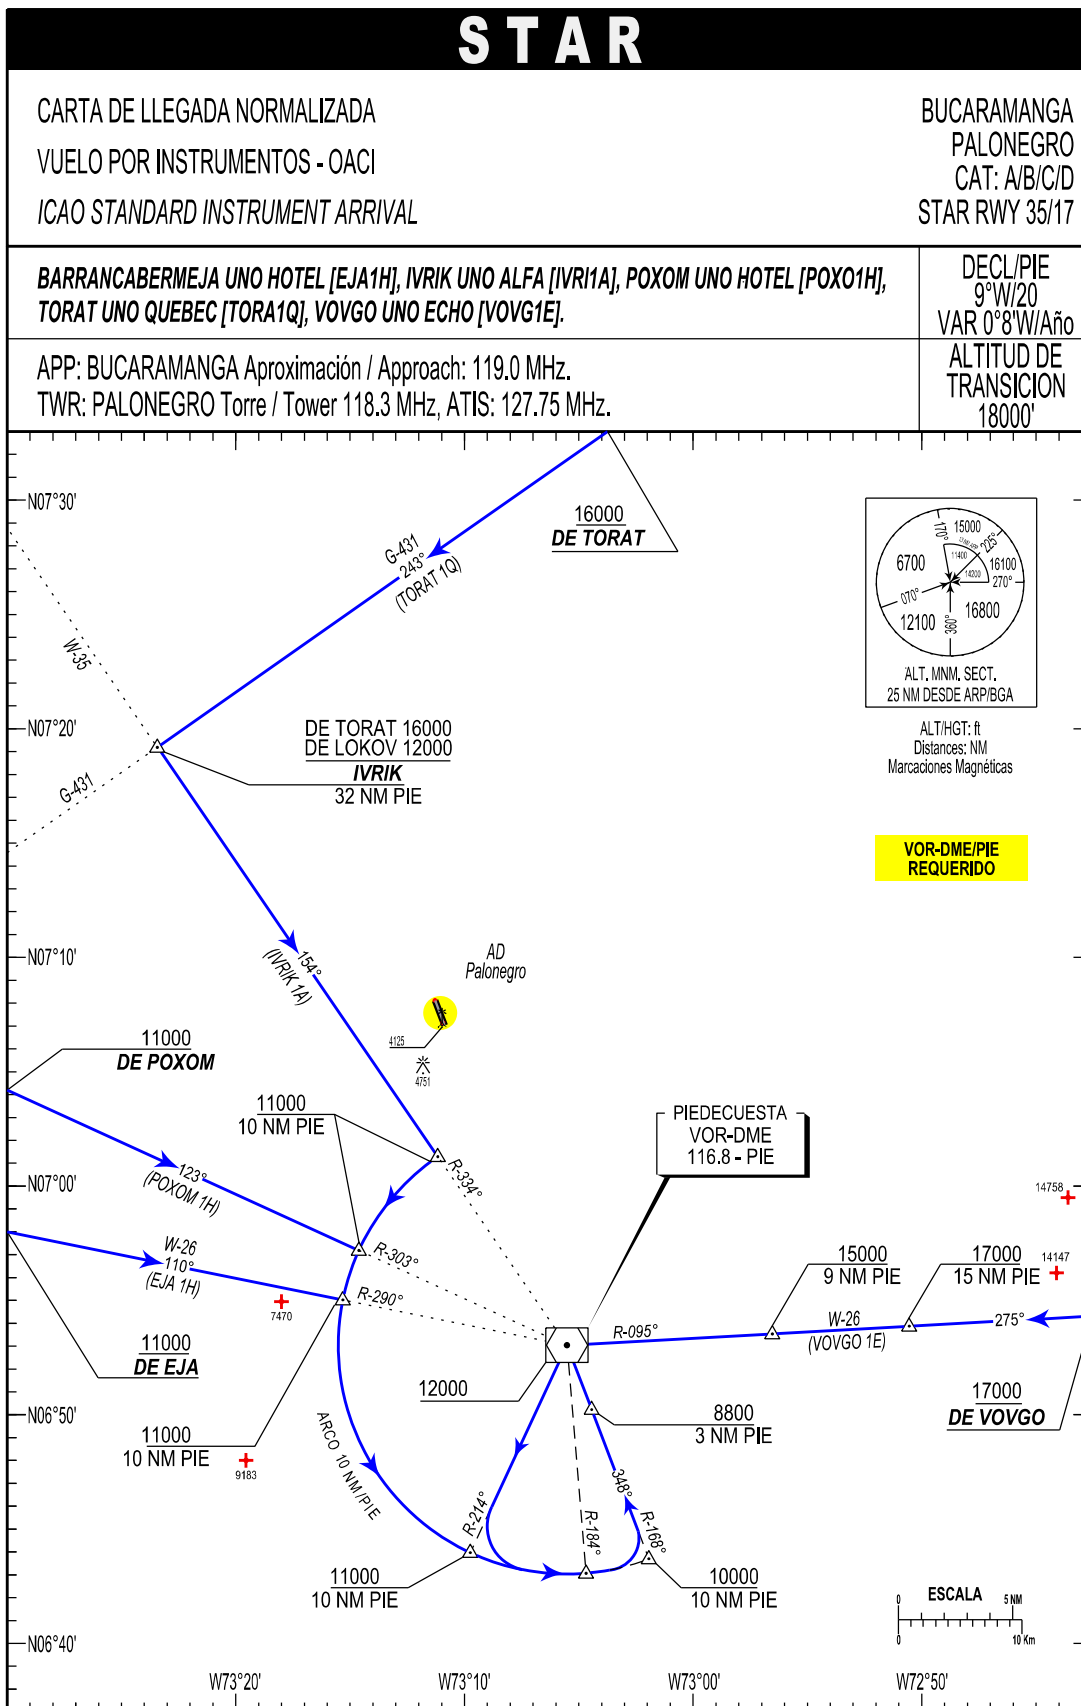 STAR
CARTA DE LLEGADA NORMALIZADA
VUELO POR INSTRUMENTOS - OACI
ICAO STANDARD INSTRUMENT ARRIVAL
BUCARAMANGA
PALONEGRO
CAT: A/B/C/D
STAR RWY 35/17
BARRANCABERMEJA UNO HOTEL [EJA1H], IVRIK UNO ALFA [IVRI1A], POXOM UNO HOTEL [POXO1H],
TORAT UNO QUEBEC [TORA1Q], VOVGO UNO ECHO [VOVG1E].
DECL/PIE
9°W/20
VAR 0°8'W/Año
APP: BUCARAMANGA Aproximación / Approach: 119.0 MHz.
TWR: PALONEGRO Torre / Tower 118.3 MHz, ATIS: 127.75 MHz.
ALTITUD DE
TRANSICION
18000'
N07°30'
16000
DE TORAT
G-431
243°
(TORAT 1Q)
170°
15000
225°
6700
11400
16100
14200
270°
070°
12100
360°
16800
ALT. MNM. SECT.
25 NM DESDE ARP/BGA
W-35
N07°20'
DE TORAT 16000
DE LOKOV 12000
IVRIK
32 NM PIE
ALT/HGT: ft
Distances: NM
Marcaciones Magnéticas
G-431
VOR-DME/PIE
REQUERIDO
N07°10'
154°
(IVRIK 1A)
AD
Palonegro
4125
4751
11000
DE POXOM
11000
10 NM PIE
PIEDECUESTA
VOR-DME
116.8 - PIE
R-334°
N07°00'
123°
(POXOM 1H)
14758
W-26
110°
(EJA 1H)
R-303°
R-290°
15000
9 NM PIE
17000
15 NM PIE
14147
7470
R-095°
W-26
(VOVGO 1E)
275°
11000
DE EJA
12000
17000
DE VOVGO
N06°50'
8800
3 NM PIE
11000
10 NM PIE
9183
ARCO 10 NM/PIE
348°
R-214°
R-184°
R-168°
11000
10 NM PIE
10000
10 NM PIE
ESCALA
0
5 NM
0
10 Km
N06°40'
W73°20'
W73°10'
W73°00'
W72°50'